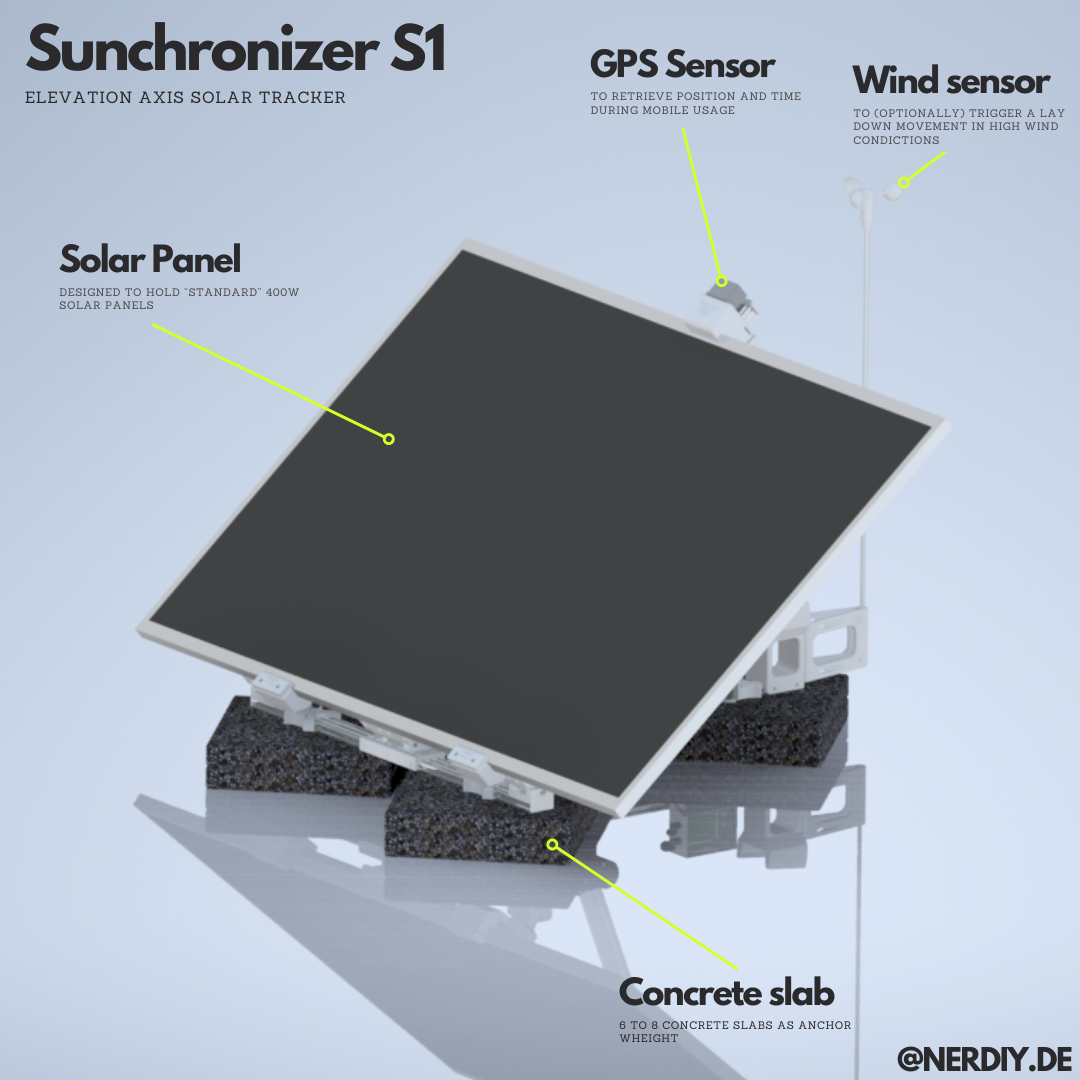 Sunchronizer S1
ELEVATION AXIS SOLAR TRACKER
GPS Sensor
TO RETRIEVE POSITION AND TIME
DURING MOBILE USAGE
Wind sensor
TO (OPTIONALLY) TRIGGER A LAY
DOWN MOVEMENT IN HIGH WIND
CONDICTIONS
Solar Panel
DESIGNED TO HOLD "STANDARD" 400W
SOLAR PANELS
Concrete slab
6 TO 8 CONCRETE SLABS AS ANCHOR
WHEIGHT
@NERDIY.DE